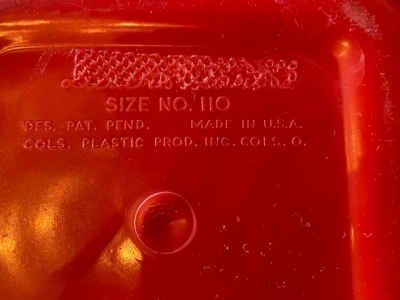 SIZE NO. 110
DES. PAT. PEND. MADE IN U.S.A.
COLS. PLASTIC PROD. INC. COLS. O.